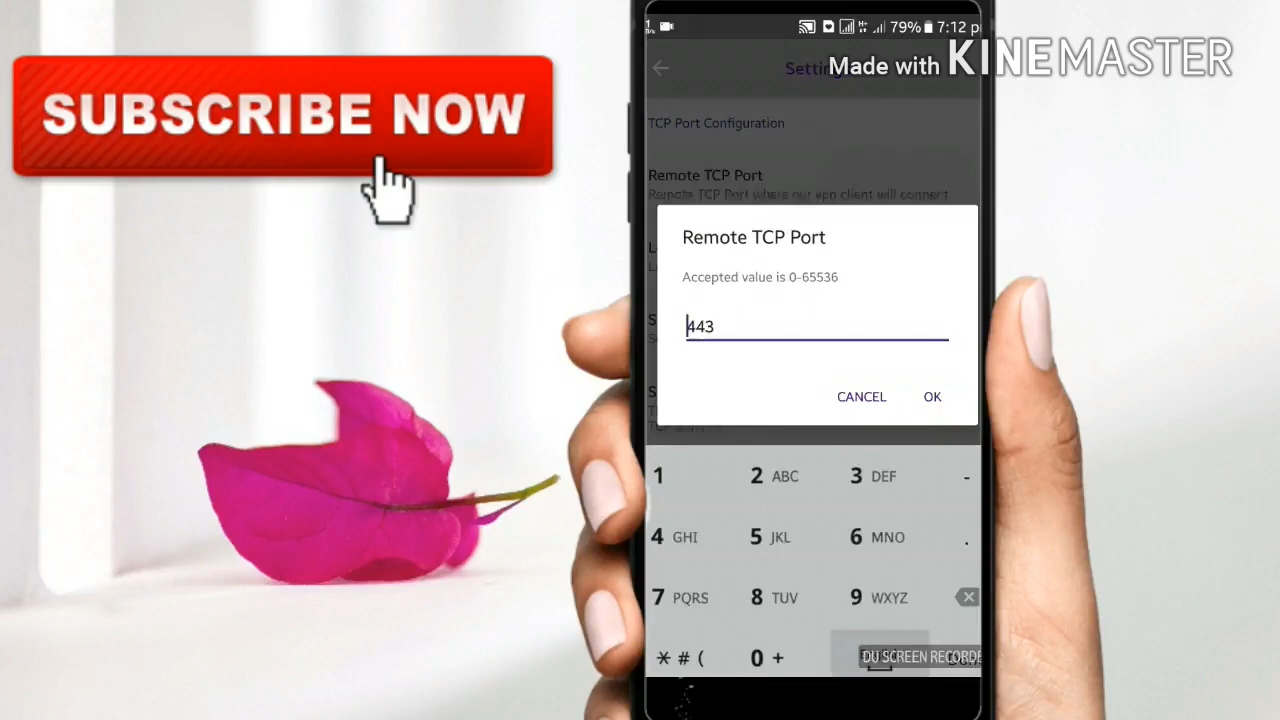 SUBSCRIBE NOW
Made with KINEMASTER
79% 7:12 p
Setting
TCP Port Configuration
Remote TCP Port
Remote TCP Port where our vpn client will connect
Remote TCP Port
Accepted value is 0-65536
443
CANCEL OK
1 2 ABC 3 DEF -
4 GHI 5 JKL 6 MNO .
7 PQRS 8 TUV 9 WXYZ
* # ( 0 +
DU SCREEN RECORDE